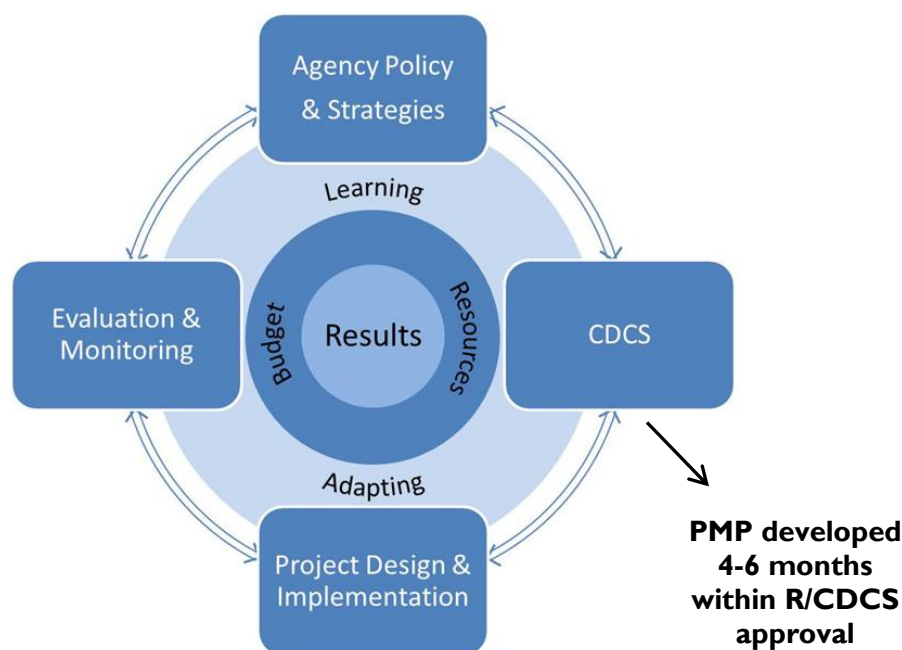 Agency Policy
& Strategies
Learning
Evaluation &
Monitoring
Budget
Results
Resources
CDCS
Adapting
Project Design &
Implementation
PMP developed
4-6 months
within R/CDCS
approval